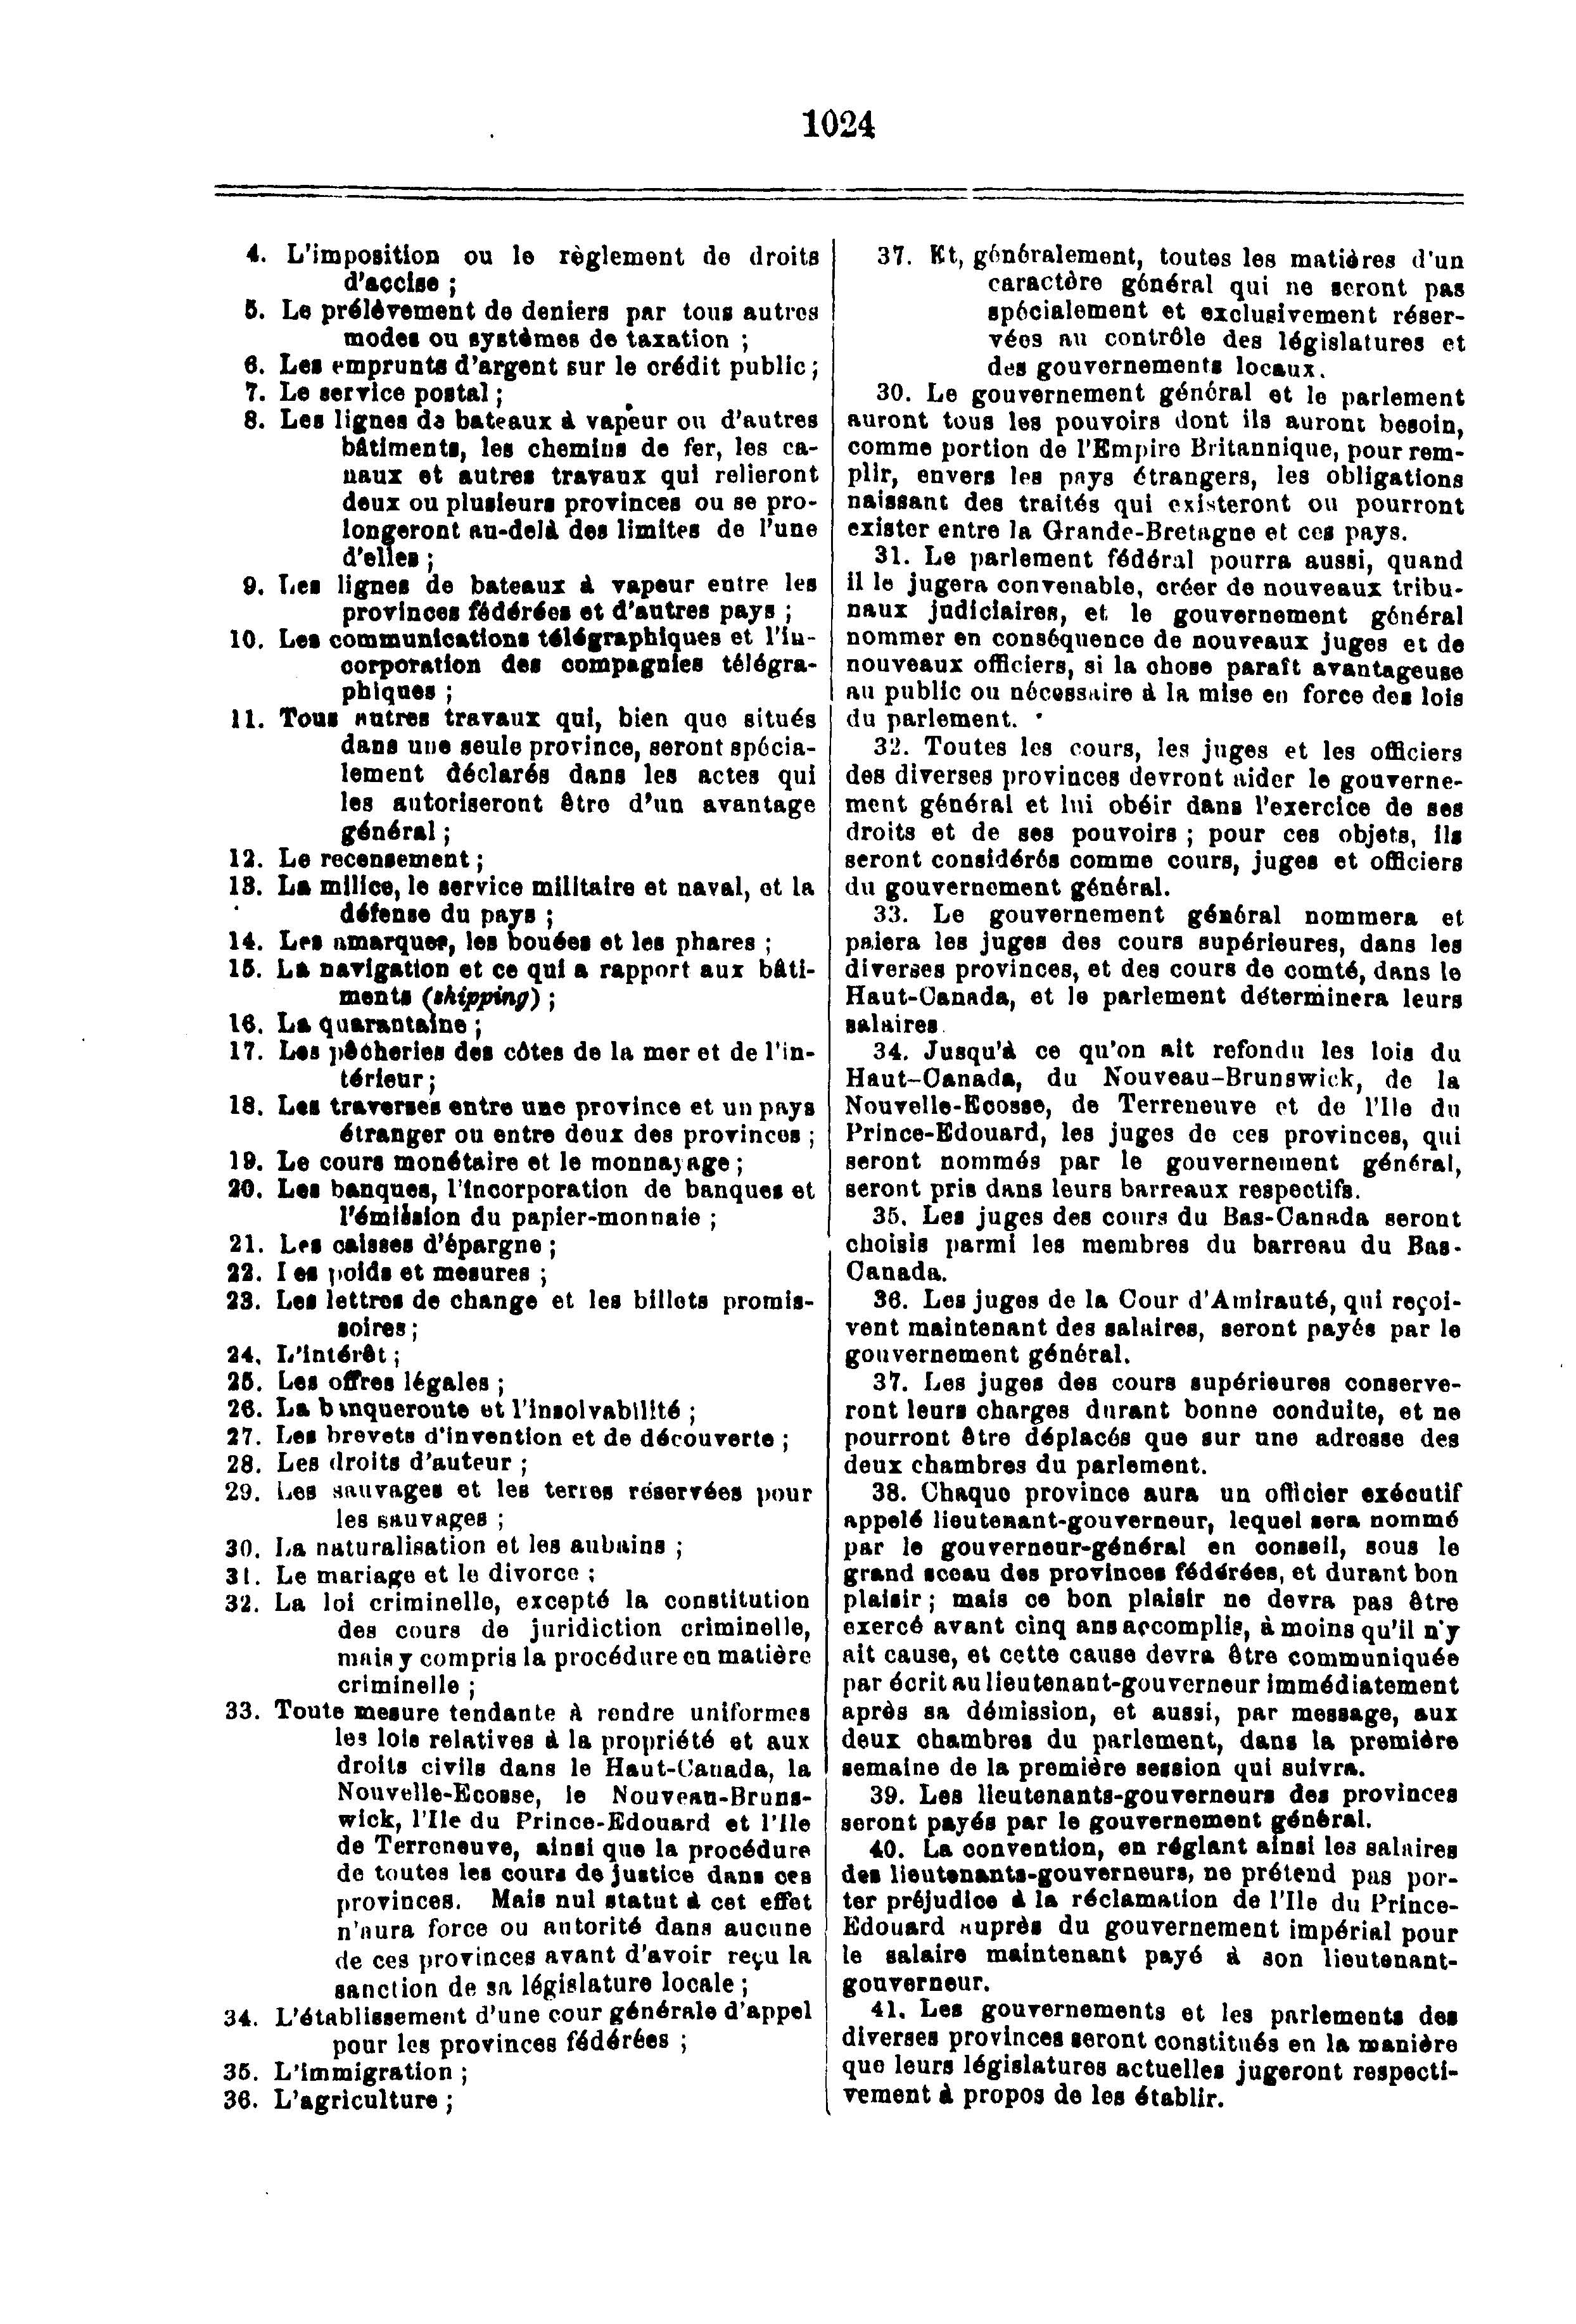 1024
4. L'imposition ou le règlement de droits
d'accise ;
5. Le prélèvement de deniers par tous autres
modes ou systèmes de taxation ;
6. Les emprunts d'argent sur le crédit public ;
7. Le service postal ;
8. Les lignes de bateaux à vapeur ou d'autres
bâtiments, les chemins de fer, les ca-
naux et autres travaux qui relieront
deux ou plusieurs provinces ou se pro-
longeront au-delà des limites de l'une
d'elles ;
9. Les lignes de bateaux à vapeur entre les
provinces fédérées et d'autres pays ;
10. Les communications télégraphiques et l'in-
corporation des compagnies télégra-
phiques ;
11. Tous autres travaux qui, bien que situés
dans une seule province, seront spécia-
lement déclarés dans les actes qui
les autoriseront être d'un avantage
général ;
12. Le recensement ;
13. La milice, le service militaire et naval, et la
défense du pays ;
14. Les amarques, les bouées et les phares ;
15. La navigation et ce qui a rapport aux bâti-
ments (shipping) ;
16. La quarantaine ;
17. Les pêcheries des côtes de la mer et de l'in-
térieur ;
18. Les traverses entre une province et un pays
étranger ou entre deux des provinces ;
19. Le cours monétaire et le monnayage ;
20. Les banques, l'incorporation de banques et
l'émission du papier-monnaie ;
21. Les caisses d'épargne ;
22. Les poids et mesures ;
23. Les lettres de change et les billets promis-
soires ;
24. L'intérêt ;
25. Les offres légales ;
26. La banqueroute et l'insolvabilité ;
27. Les brevets d'invention et de découverte ;
28. Les droits d'auteur ;
29. Les sauvages et les terres réservées pour
les sauvages ;
30. La naturalisation et les aubains ;
31. Le mariage et le divorce ;
32. La loi criminelle, excepté la constitution
des cours de juridiction criminelle,
mais y compris la procédure en matière
criminelle ;
33. Toute mesure tendante à rendre uniformes
les lois relatives à la propriété et aux
droits civils dans le Haut-Canada, la
Nouvelle-Ecosse, le Nouveau-Bruns-
wick, l'Ile du Prince-Edouard et l'Ile
de Terreneuve, ainsi que la procédure
de toutes les cours de justice dans ces
provinces. Mais nul statut à cet effet
n'aura force ou autorité dans aucune
de ces provinces avant d'avoir reçu la
sanction de sa législature locale ;
34. L'établissement d'une cour générale d'appel
pour les provinces fédérées ;
35. L'immigration ;
36. L'agriculture ;
37. Et, généralement, toutes les matières d'un
caractère général qui ne seront pas
spécialement et exclusivement réser-
vées au contrôle des législatures et
des gouvernements locaux.
30. Le gouvernement général et le parlement
auront tous les pouvoirs dont ils auront besoin,
comme portion de l'Empire Britannique, pour rem-
plir, envers les pays étrangers, les obligations
naissant des traités qui existeront ou pourront
exister entre la Grande-Bretagne et ces pays.
31. Le parlement fédéral pourra aussi, quand
il le jugera convenable, créer de nouveaux tribu-
naux judiciaires, et le gouvernement général
nommer en conséquence de nouveaux juges et de
nouveaux officiers, si la chose paraît avantageuse
au public ou nécessaire à la mise en force des lois
du parlement.
32. Toutes les cours, les juges et les officiers
des diverses provinces devront aider le gouverne-
ment général et lui obéir dans l'exercice de ses
droits et de ses pouvoirs ; pour ces objets, ils
seront considérés comme cours, juges et officiers
du gouvernement général.
33. Le gouvernement général nommera et
paiera les juges des cours supérieures, dans les
diverses provinces, et des cours de comté, dans le
Haut-Canada, et le parlement déterminera leurs
salaires.
34. Jusqu'à ce qu'on ait refondu les lois du
Haut-Canada, du Nouveau-Brunswick, de la
Nouvelle-Ecosse, de Terreneuve et de l'Ile du
Prince-Edouard, les juges de ces provinces, qui
seront nommés par le gouvernement général,
seront pris dans leurs barreaux respectifs.
35. Les juges des cours du Bas-Canada seront
choisis parmi les membres du barreau du Bas-
Canada.
36. Les juges de la Cour d'Amirauté, qui reçoi-
vent maintenant des salaires, seront payés par le
gouvernement général.
37. Les juges des cours supérieures conserve-
ront leurs charges durant bonne conduite, et ne
pourront être déplacés que sur une adresse des
deux chambres du parlement.
38. Chaque province aura un officier exécutif
appelé lieutenant-gouverneur, lequel sera nommé
par le gouverneur-général en conseil, sous le
grand sceau des provinces fédérées, et durant bon
plaisir ; mais ce bon plaisir ne devra pas être
exercé avant cinq ans accomplis, à moins qu'il n'y
ait cause, et cette cause devra être communiquée
par écrit au lieutenant-gouverneur immédiatement
après sa démission, et aussi, par message, aux
deux chambres du parlement, dans la première
semaine de la première session qui suivra.
39. Les lieutenants-gouverneurs des provinces
seront payés par le gouvernement général.
40. La convention, en réglant ainsi les salaires
des lieutenants-gouverneurs, ne prétend pas por-
ter préjudice à la réclamation de l'Ile du Prince-
Edouard auprès du gouvernement impérial pour
le salaire maintenant payé à son lieutenant-
gouverneur.
41. Les gouvernements et les parlements des
diverses provinces seront constitués en la manière
que leurs législatures actuelles jugeront respecti-
vement à propos de les établir.